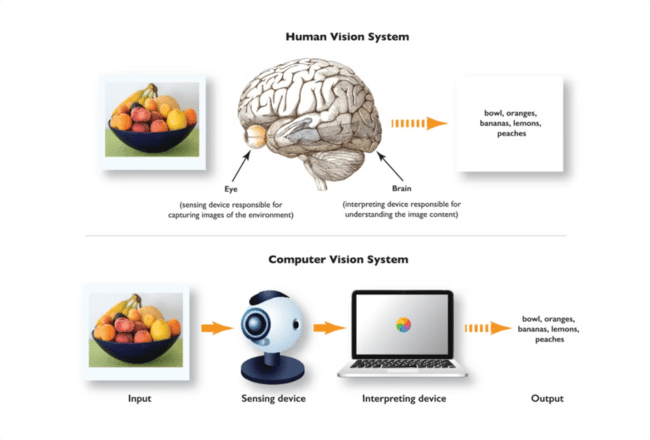 Human Vision System
bowl, oranges,
bananas, lemons,
peaches
Eye
(sensing device responsible for
capturing images of the environment)
Brain
(interpreting device responsible for
understanding the image content)
Computer Vision System
bowl, oranges,
bananas, lemons,
peaches
Input
Sensing device
Interpreting device
Output